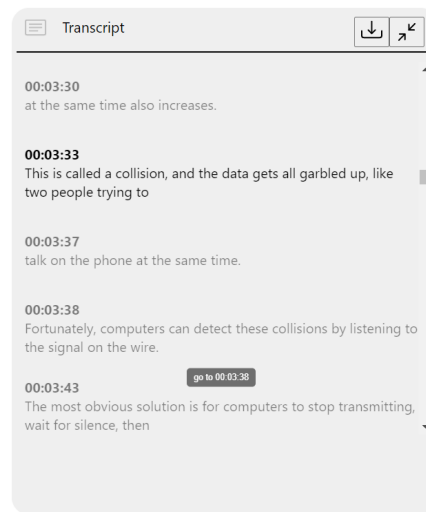 Transcript
00:03:30
at the same time also increases.
00:03:33
This is called a collision, and the data gets all garbled up, like
two people trying to
00:03:37
talk on the phone at the same time.
00:03:38
Fortunately, computers can detect these collisions by listening to
the signal on the wire.
go to 00:03:38
00:03:43
The most obvious solution is for computers to stop transmitting,
wait for silence, then